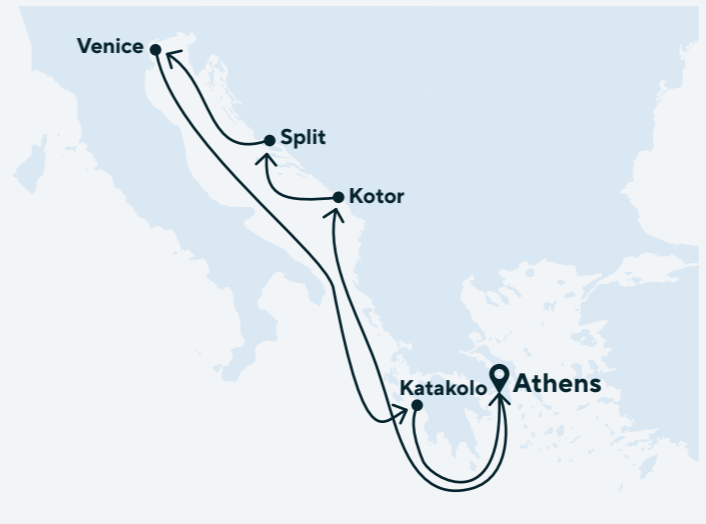 Venice
Split
Kotor
Katakolo
Athens